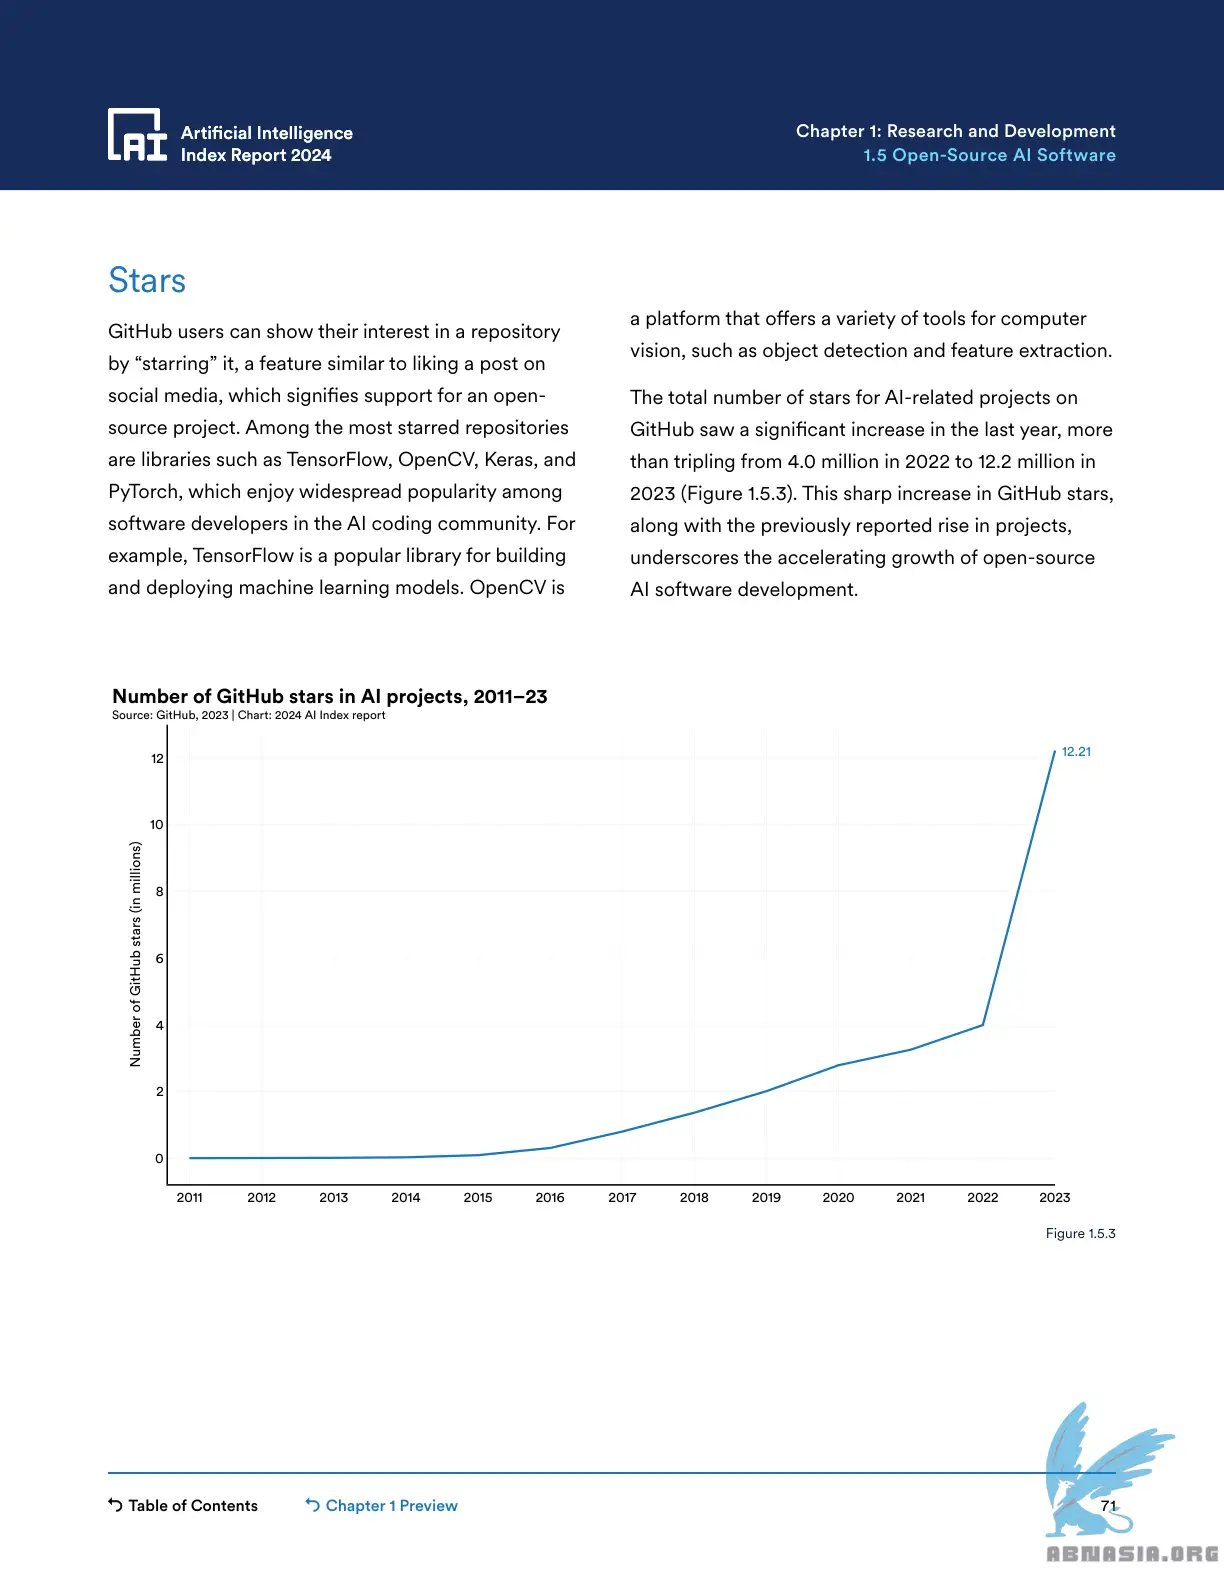 Artificial Intelligence
Index Report 2024
Chapter 1: Research and Development
1.5 Open-Source AI Software
Stars
GitHub users can show their interest in a repository
by “starring” it, a feature similar to liking a post on
social media, which signifies support for an open-
source project. Among the most starred repositories
are libraries such as TensorFlow, OpenCV, Keras, and
PyTorch, which enjoy widespread popularity among
software developers in the AI coding community. For
example, TensorFlow is a popular library for building
and deploying machine learning models. OpenCV is
a platform that offers a variety of tools for computer
vision, such as object detection and feature extraction.
The total number of stars for AI-related projects on
GitHub saw a significant increase in the last year, more
than tripling from 4.0 million in 2022 to 12.2 million in
2023 (Figure 1.5.3). This sharp increase in GitHub stars,
along with the previously reported rise in projects,
underscores the accelerating growth of open-source
AI software development.
Number of GitHub stars in AI projects, 2011–23
Source: GitHub, 2023 | Chart: 2024 AI Index report
12.21
12
10
8
6
4
2
0
Number of GitHub stars (in millions)
2011 2012 2013 2014 2015 2016 2017 2018 2019 2020 2021 2022 2023
Figure 1.5.3
Table of Contents
Chapter 1 Preview
71
ABNASIA.ORG